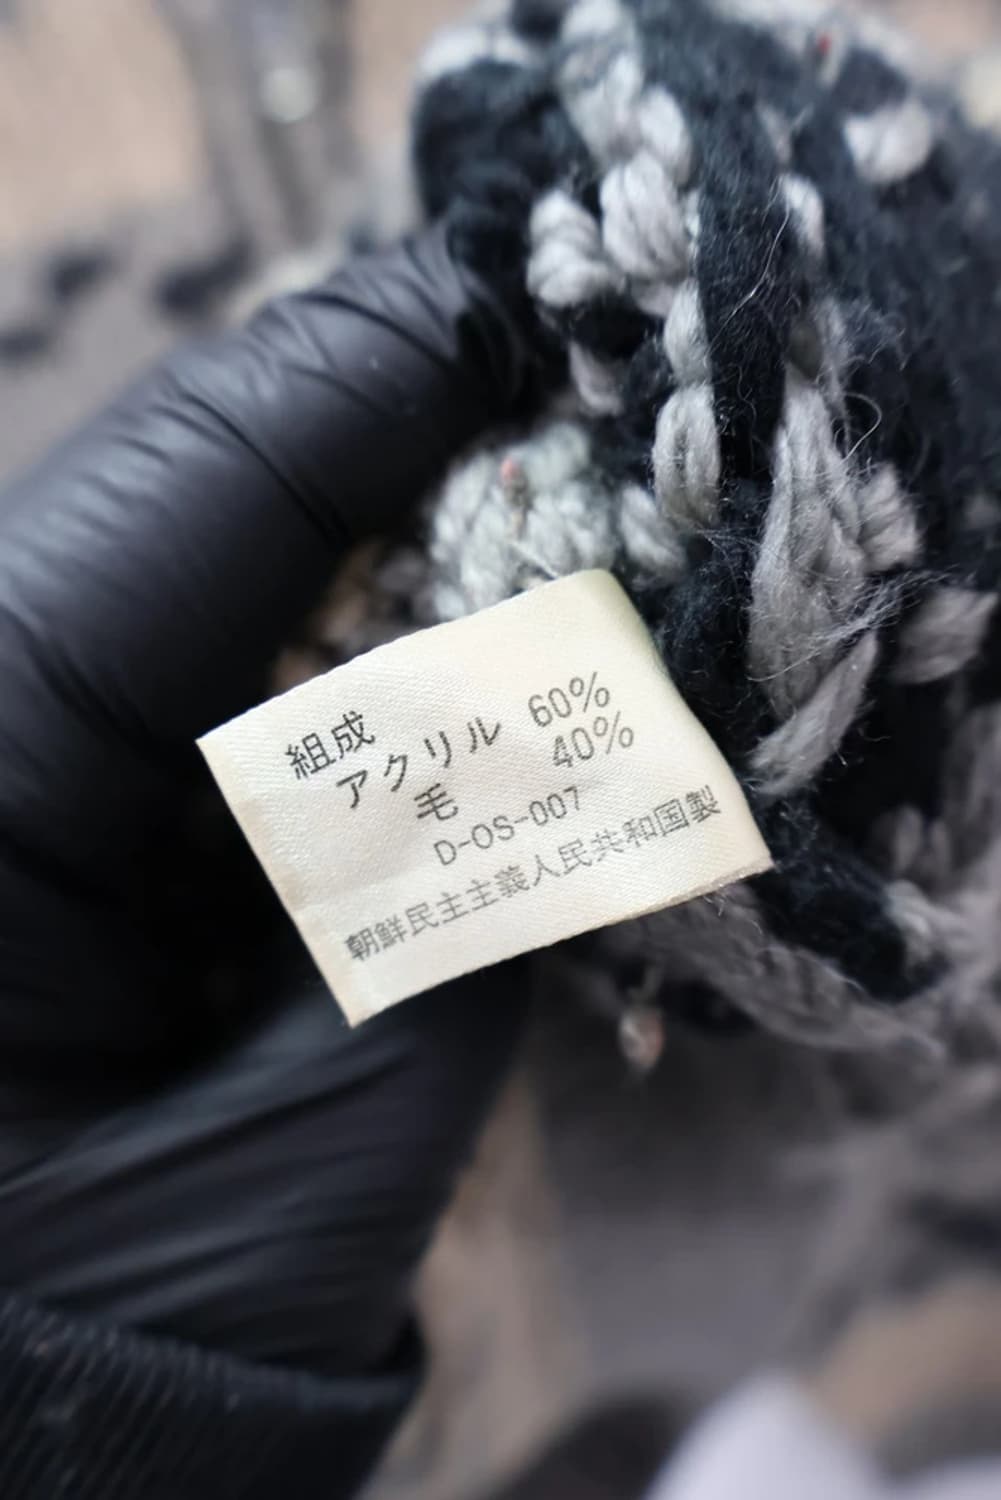 組成
アクリル 60%
毛 40%
D-OS-007
朝鮮民主主義人民共和国製